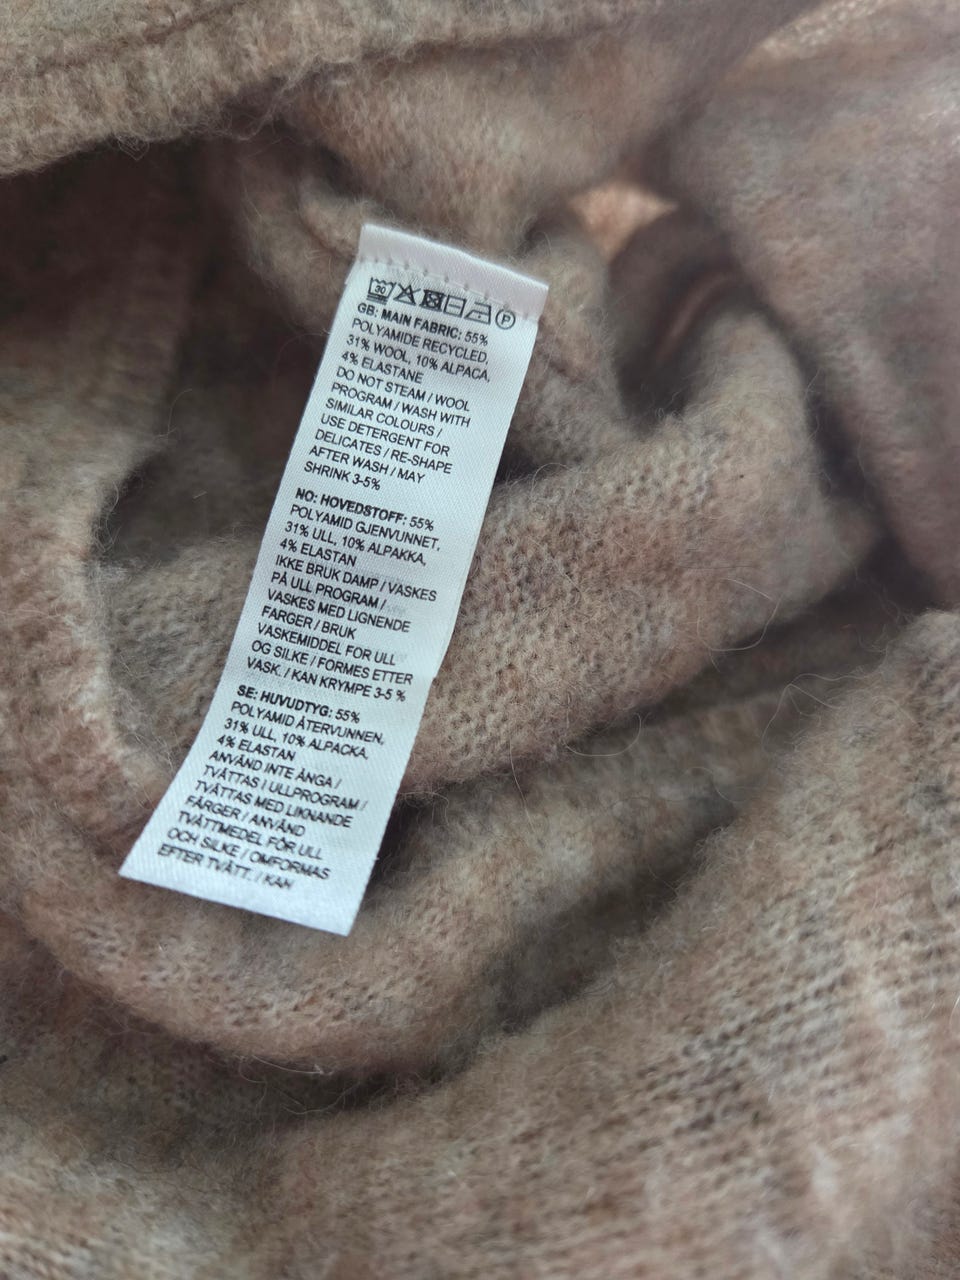 30 P
GB: MAIN FABRIC: 55%
POLYAMIDE RECYCLED,
31% WOOL, 10% ALPACA,
4% ELASTANE
DO NOT STEAM / WOOL
PROGRAM / WASH WITH
SIMILAR COLOURS /
USE DETERGENT FOR
DELICATES / RE-SHAPE
AFTER WASH / MAY
SHRINK 3-5%
NO: HOVEDSTOFF: 55%
POLYAMID GJENVUNNET,
31% ULL, 10% ALPAKKA,
4% ELASTAN
IKKE BRUK DAMP / VASKES
PÅ ULL PROGRAM /
VASKES MED LIGNENDE
FARGER / BRUK
VASKEMIDDEL FOR ULL
OG SILKE / FORMES ETTER
VASK. / KAN KRYMPE 3-5 %
SE: HUVUDTYG: 55%
POLYAMID ÅTERVUNNEN,
31% ULL, 10% ALPACKA,
4% ELASTAN
ANVÄND INTE ÅNGA /
TVÄTTAS I ULLPROGRAM /
TVÄTTAS MED LIKNANDE
FÄRGER / ANVÄND
TVÄTTMEDEL FÖR ULL
OCH SILKE / OMFORMAS
EFTER TVÄTT. / KAN